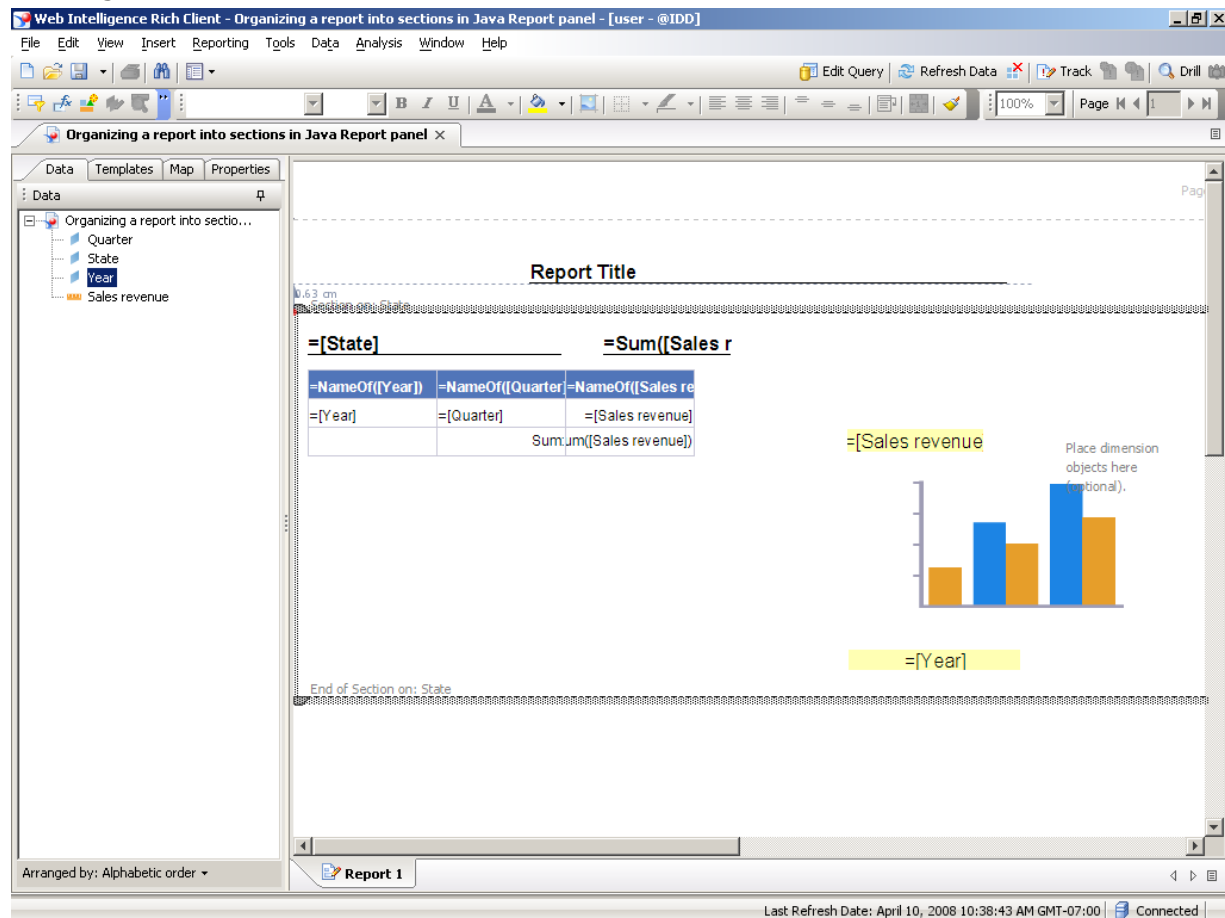 Web Intelligence Rich Client - Organizing a report into sections in Java Report panel - [user - @IDD]
File Edit View Insert Reporting Tools Data Analysis Window Help
Edit Query Refresh Data Track Drill
B I U A 100% Page 1
Organizing a report into sections in Java Report panel
Data Templates Map Properties
Data
Organizing a report into sectio...
Quarter
State
Year
Sales revenue
Arranged by: Alphabetic order
Pag
Report Title
0.63 cm
Section on: State
=[State] =Sum([Sales r
=NameOf([Year]) =NameOf([Quarter] =NameOf([Sales re
=[Year] =[Quarter] =[Sales revenue]
Sum: um([Sales revenue])
=[Sales revenue
Place dimension
objects here
(optional).
=[Year]
End of Section on: State
Report 1
Last Refresh Date: April 10, 2008 10:38:43 AM GMT-07:00 Connected